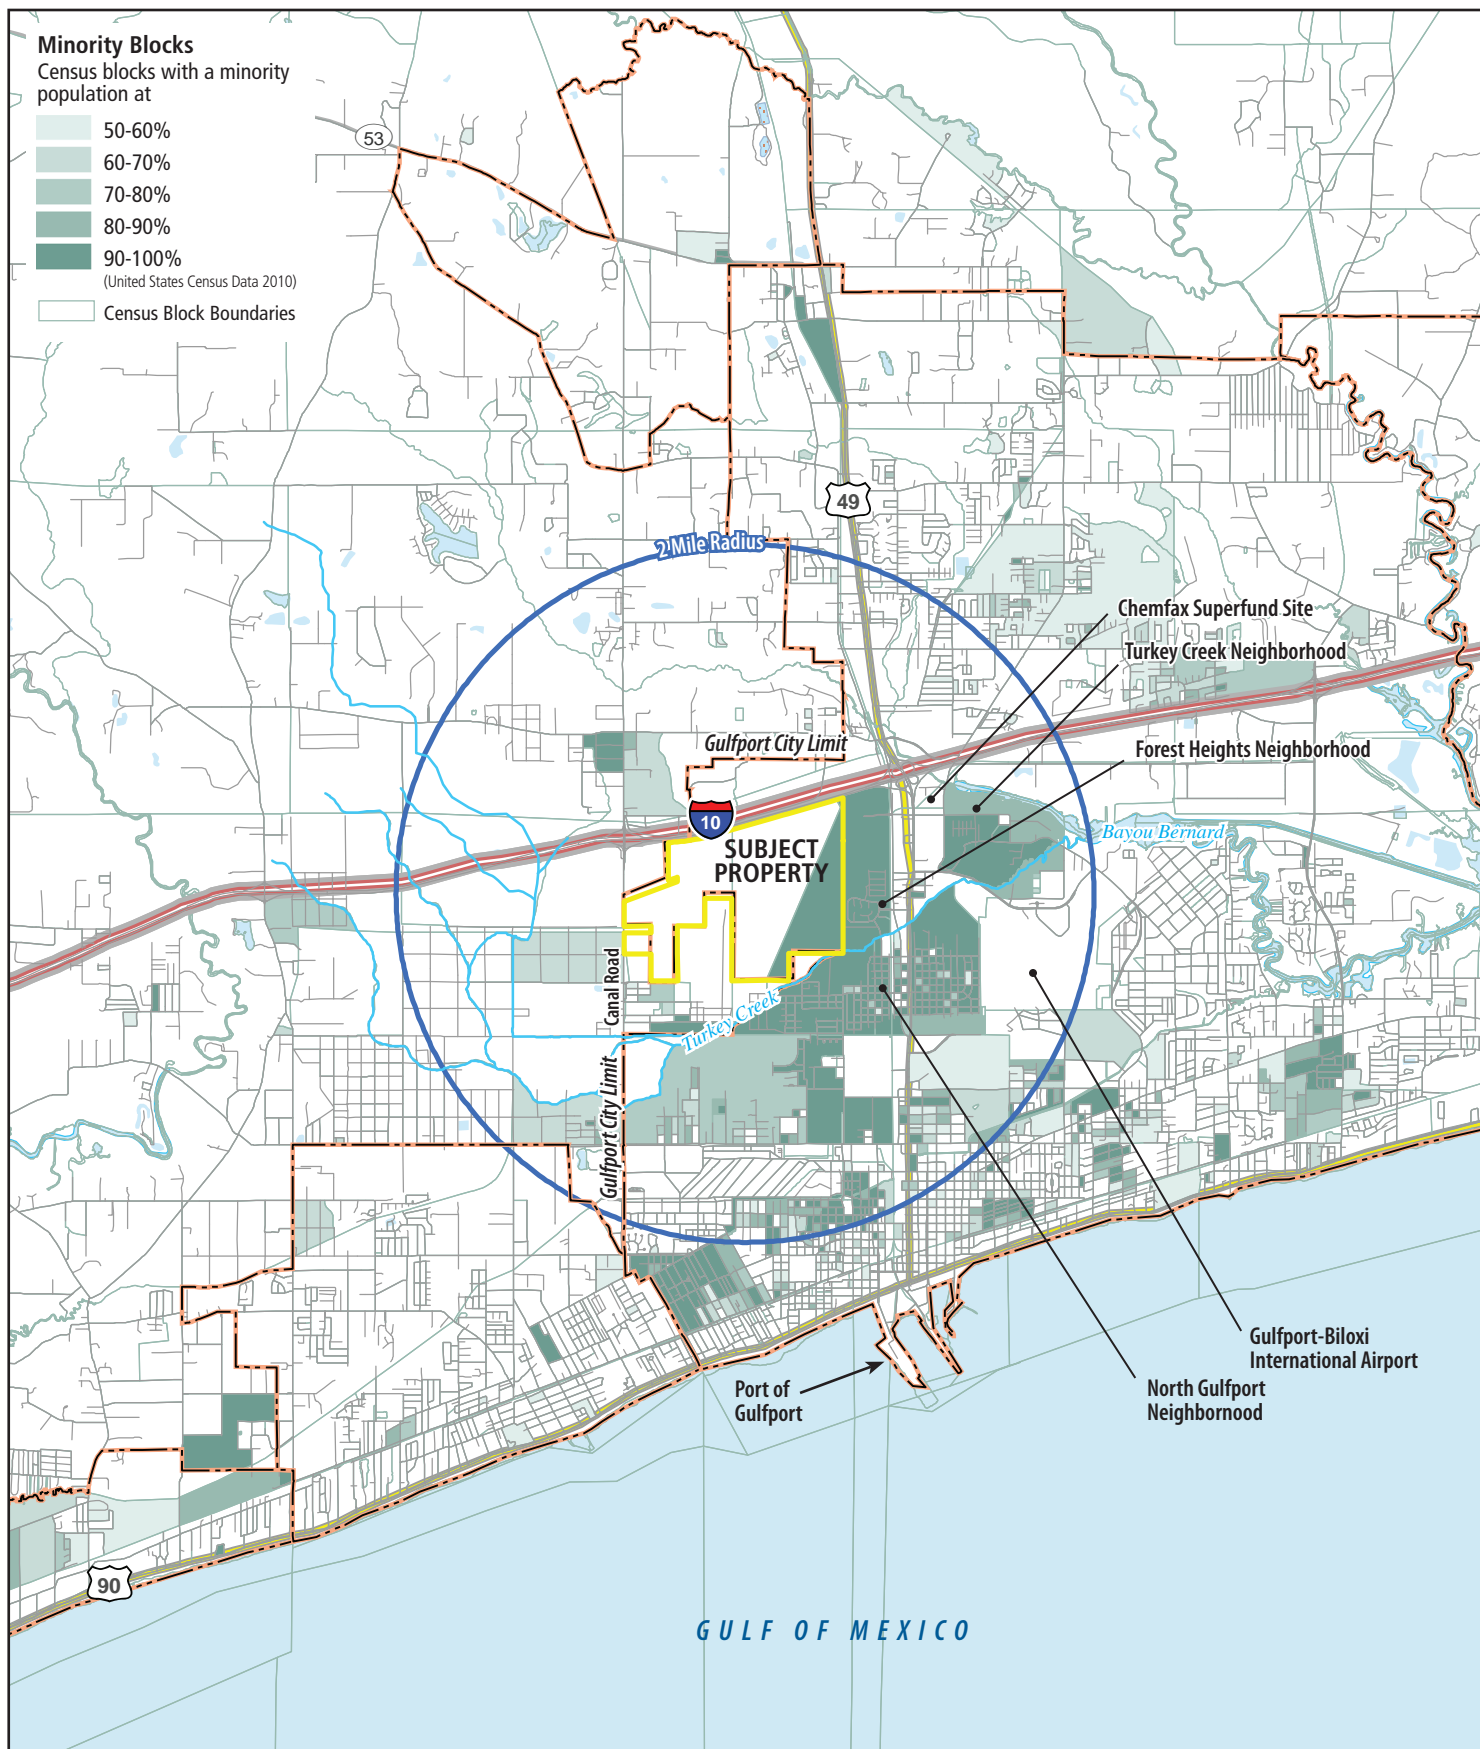 Minority Blocks
Census blocks with a minority
population at
50-60%
60-70%
70-80%
80-90%
90-100%
(United States Census Data 2010)
Census Block Boundaries
53
49
2 Mile Radius
Chemfax Superfund Site
Turkey Creek Neighborhood
Gulfport City Limit
Forest Heights Neighborhood
10
SUBJECT
PROPERTY
Bayou Bernard
Canal Road
Turkey Creek
Gulfport City Limit
Gulfport-Biloxi
International Airport
Port of
Gulfport
North Gulfport
Neighbornood
90
GULF OF MEXICO